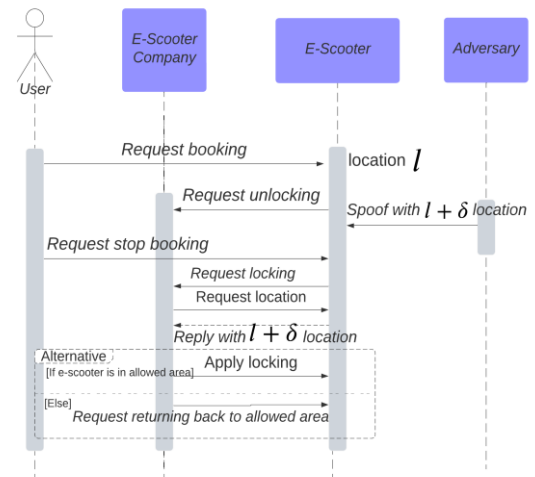 E-Scooter
Company
E-Scooter
Adversary
User
Request booking
location l
Request unlocking
Spoof with l + δ location
Request stop booking
Request locking
Request location
Reply with l + δ location
Alternative
Apply locking
[If e-scooter is in allowed area]
[Else]
Request returning back to allowed area